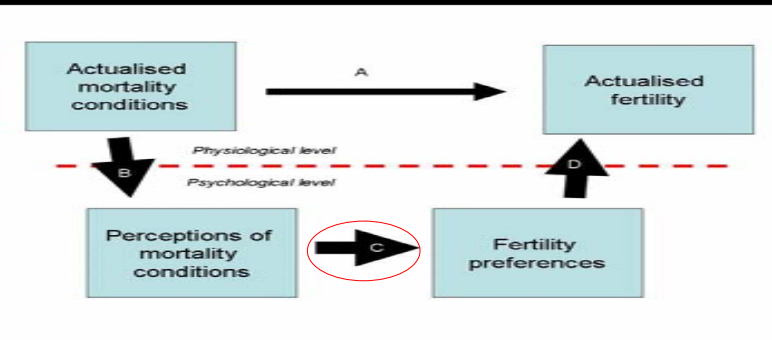 Actualised
mortality
conditions
A
Actualised
fertility
Physiological level
B
D
Psychological level
Perceptions of
mortality
conditions
C
Fertility
preferences